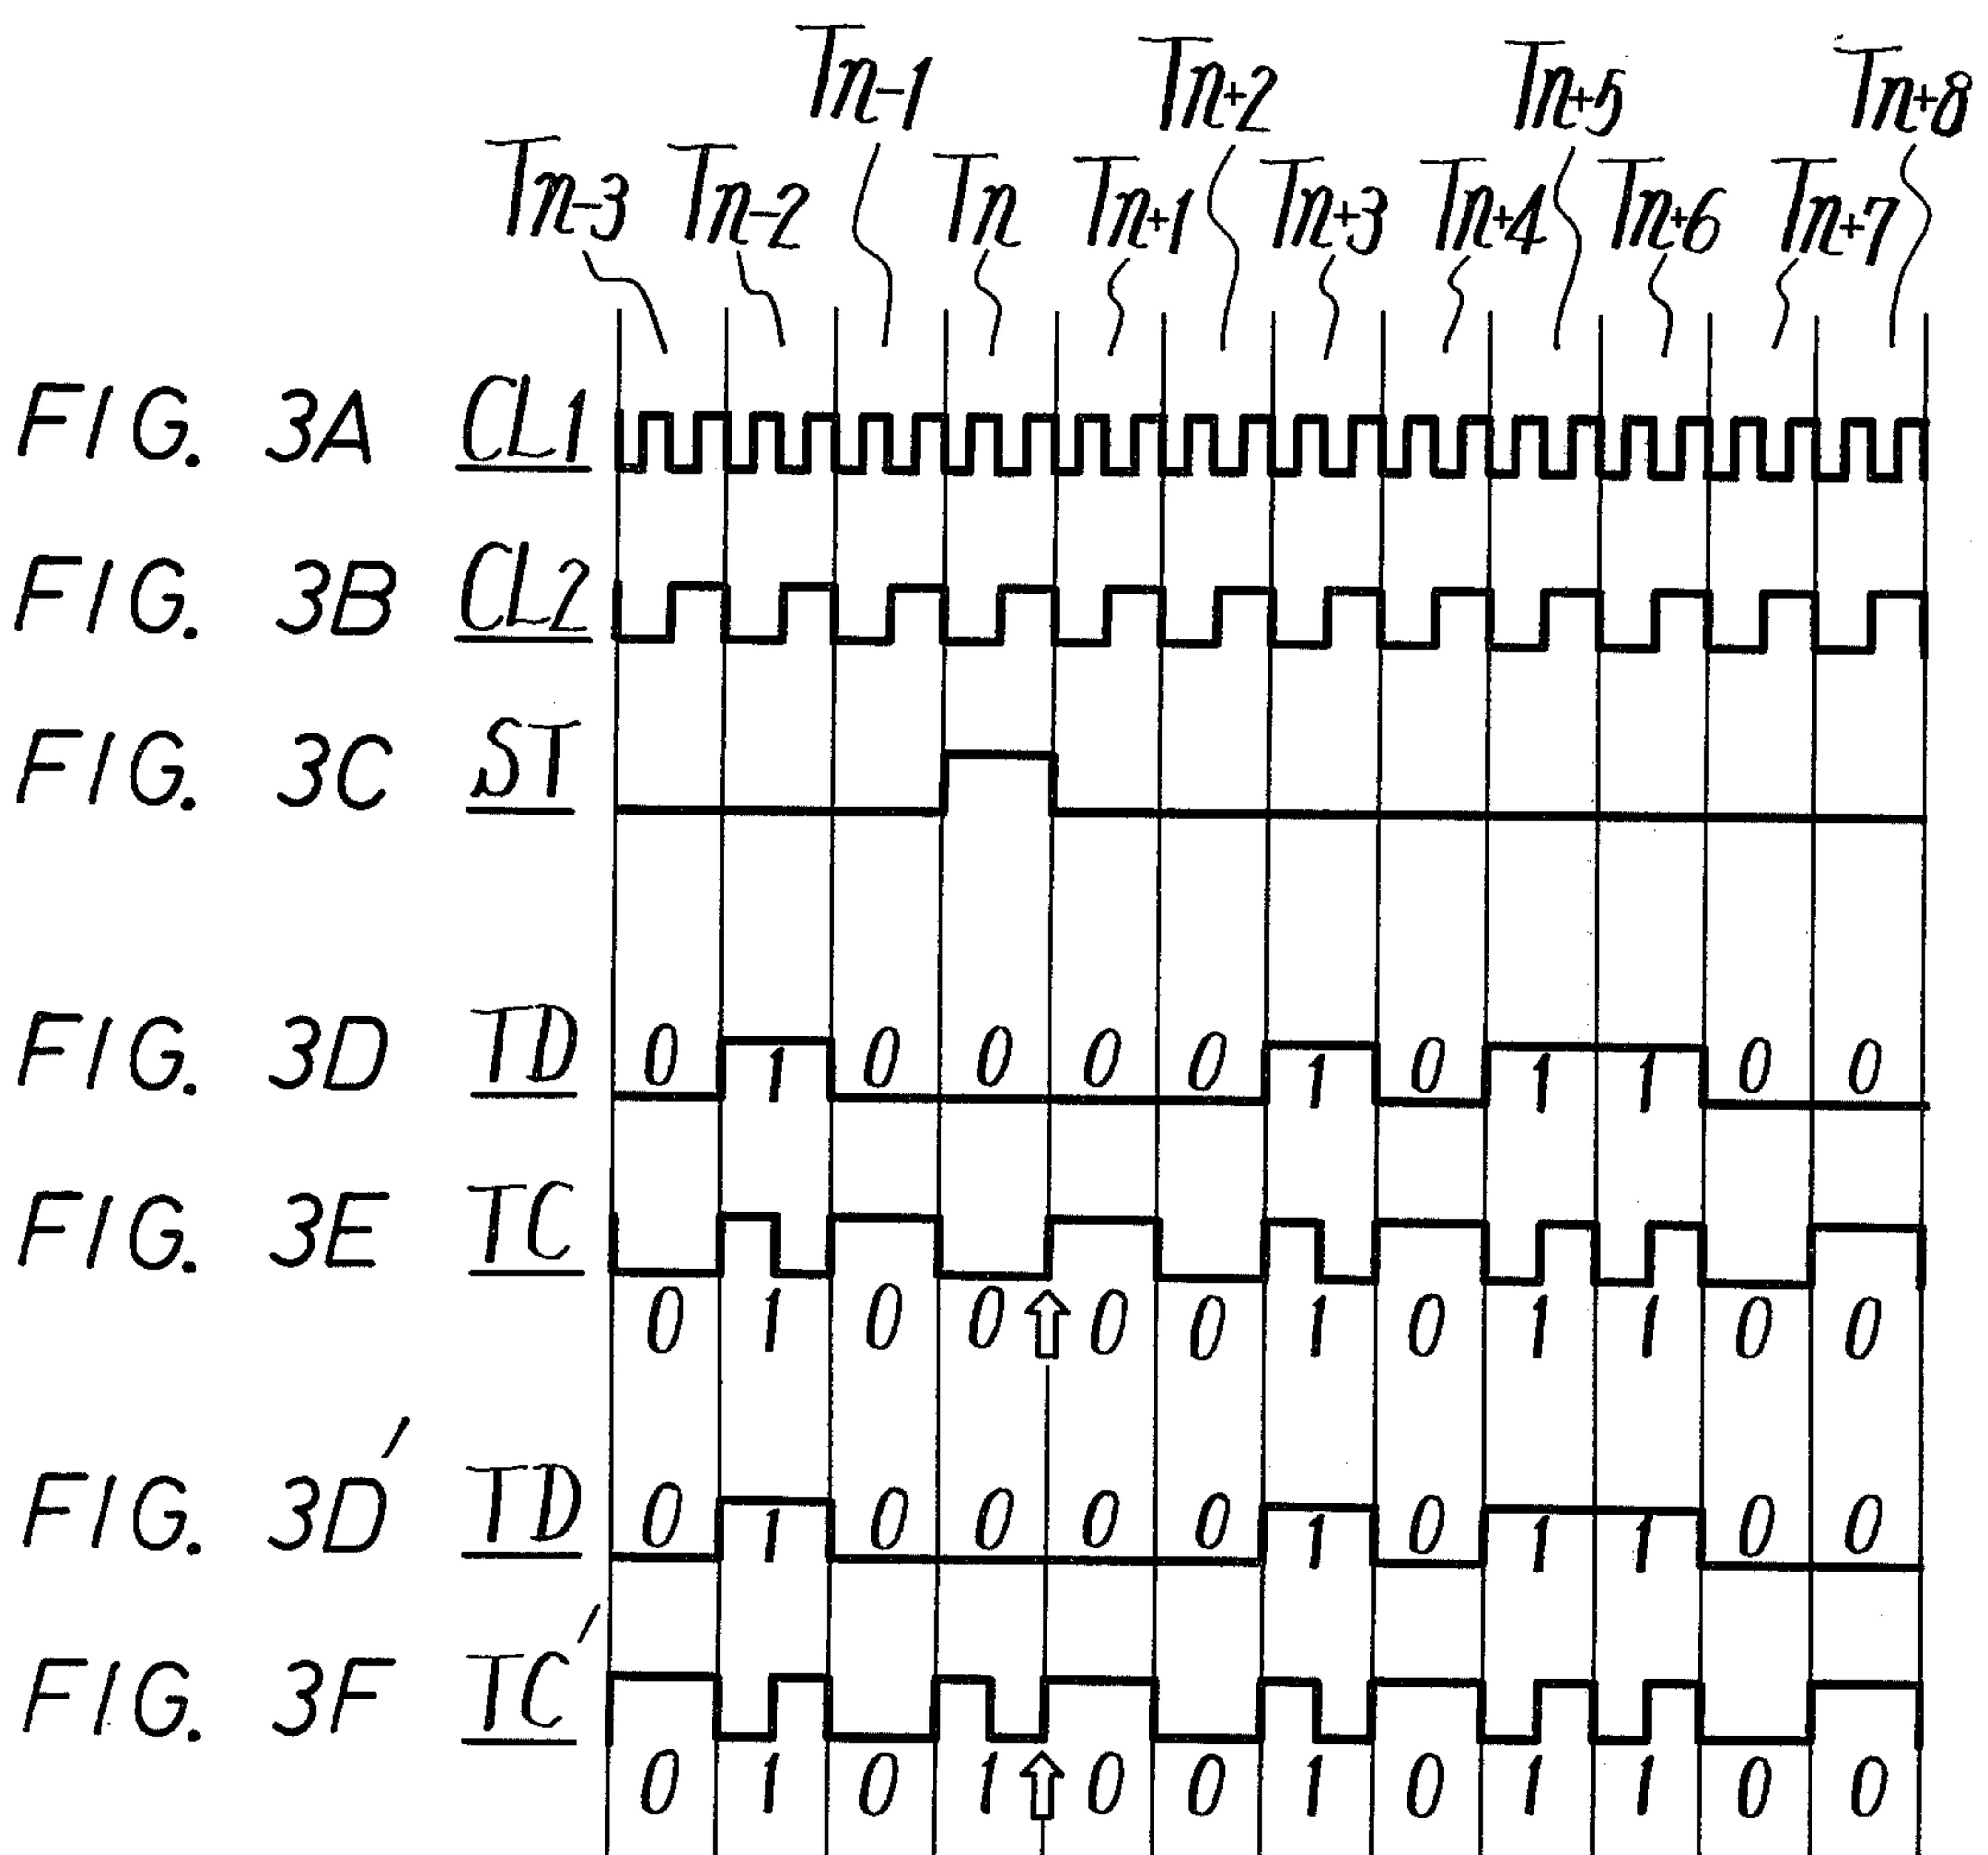 Tn-1 Tn+2 Tn+5 Tn+8
Tn-3 Tn-2 Tn Tn+1 Tn+3 Tn+4 Tn+6 Tn+7
FIG. 3A CL1
FIG. 3B CL2
FIG. 3C ST
FIG. 3D TD 0 1 0 0 0 0 1 0 1 1 0 0
FIG. 3E TC
0 1 0 0 0 0 1 0 1 1 0 0
FIG. 3D' TD 0 1 0 0 0 0 1 0 1 1 0 0
FIG. 3F TC'
0 1 0 1 0 0 1 0 1 1 0 0